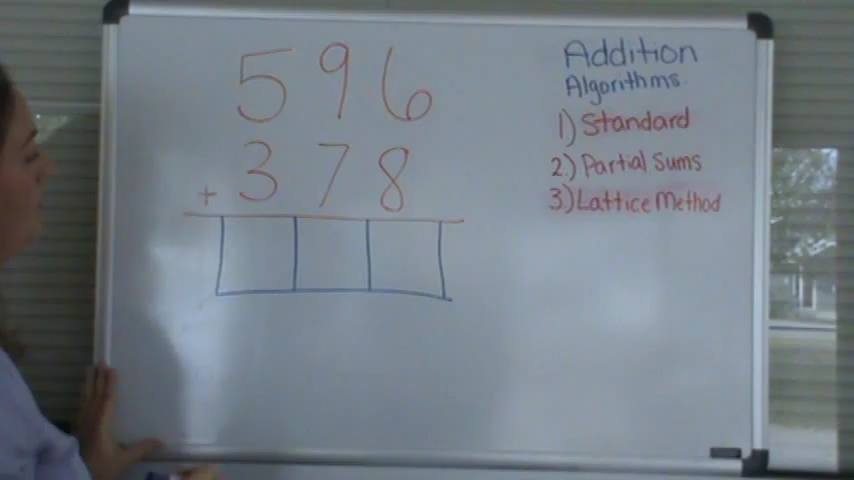 596
+ 378
Addition
Algorithms.
1) Standard
2.) Partial Sums
3) Lattice Method